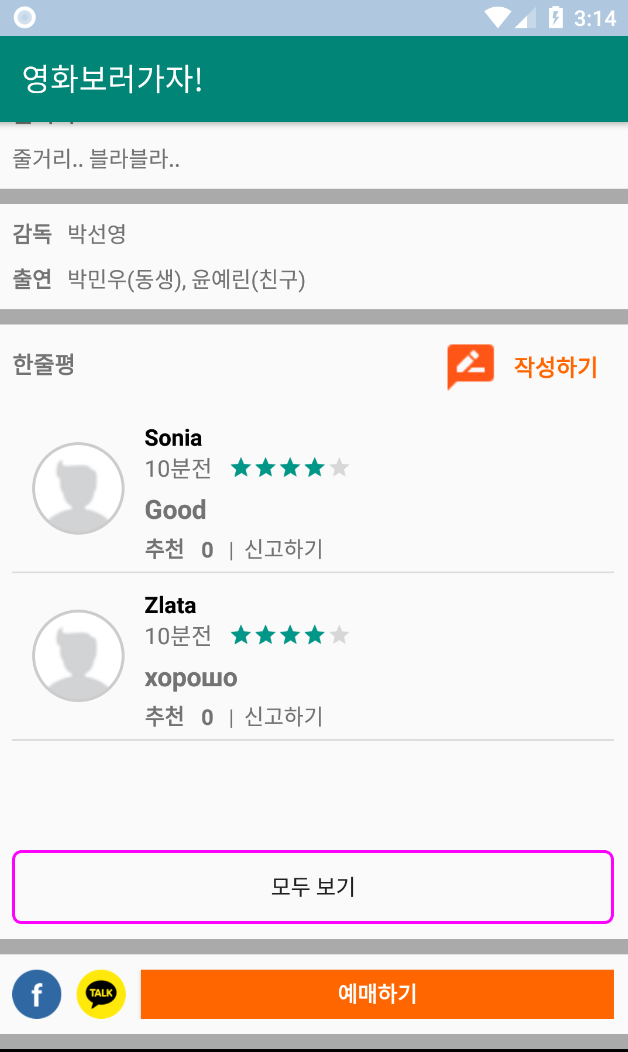 3:14
영화보러가자!
줄거리.. 블라블라..
감독 박선영
출연 박민우(동생), 윤예린(친구)
한줄평 작성하기
Sonia
10분전
Good
추천 0 | 신고하기
Zlata
10분전
хорошо
추천 0 | 신고하기
모두 보기
f TALK 예매하기